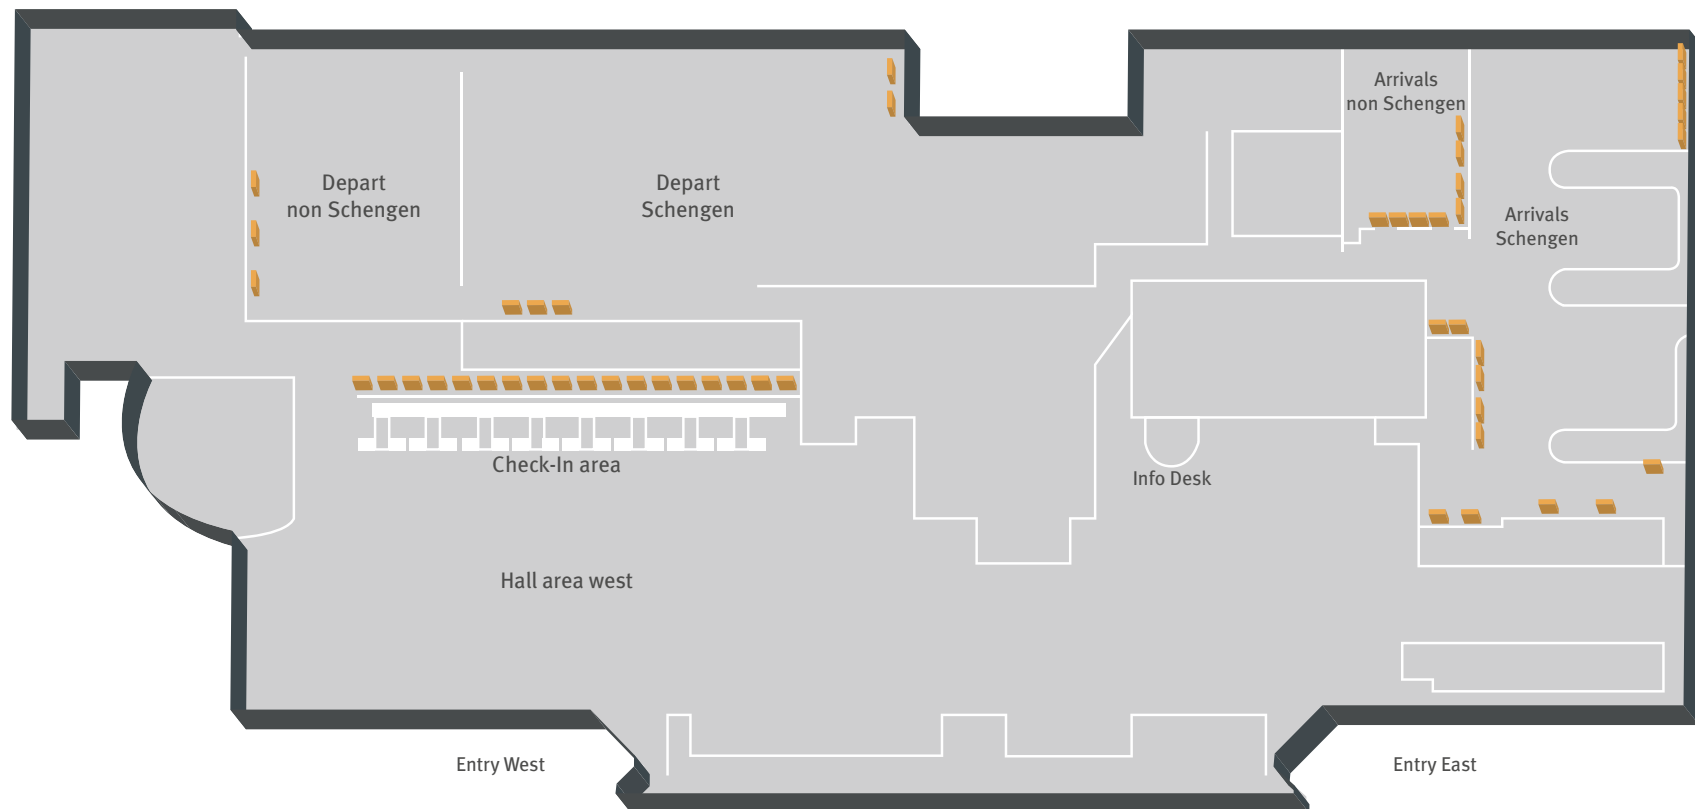 Arrivals
non Schengen
Depart
non Schengen
Depart
Schengen
Arrivals
Schengen
Check-In area
Info Desk
Hall area west
Entry West
Entry East